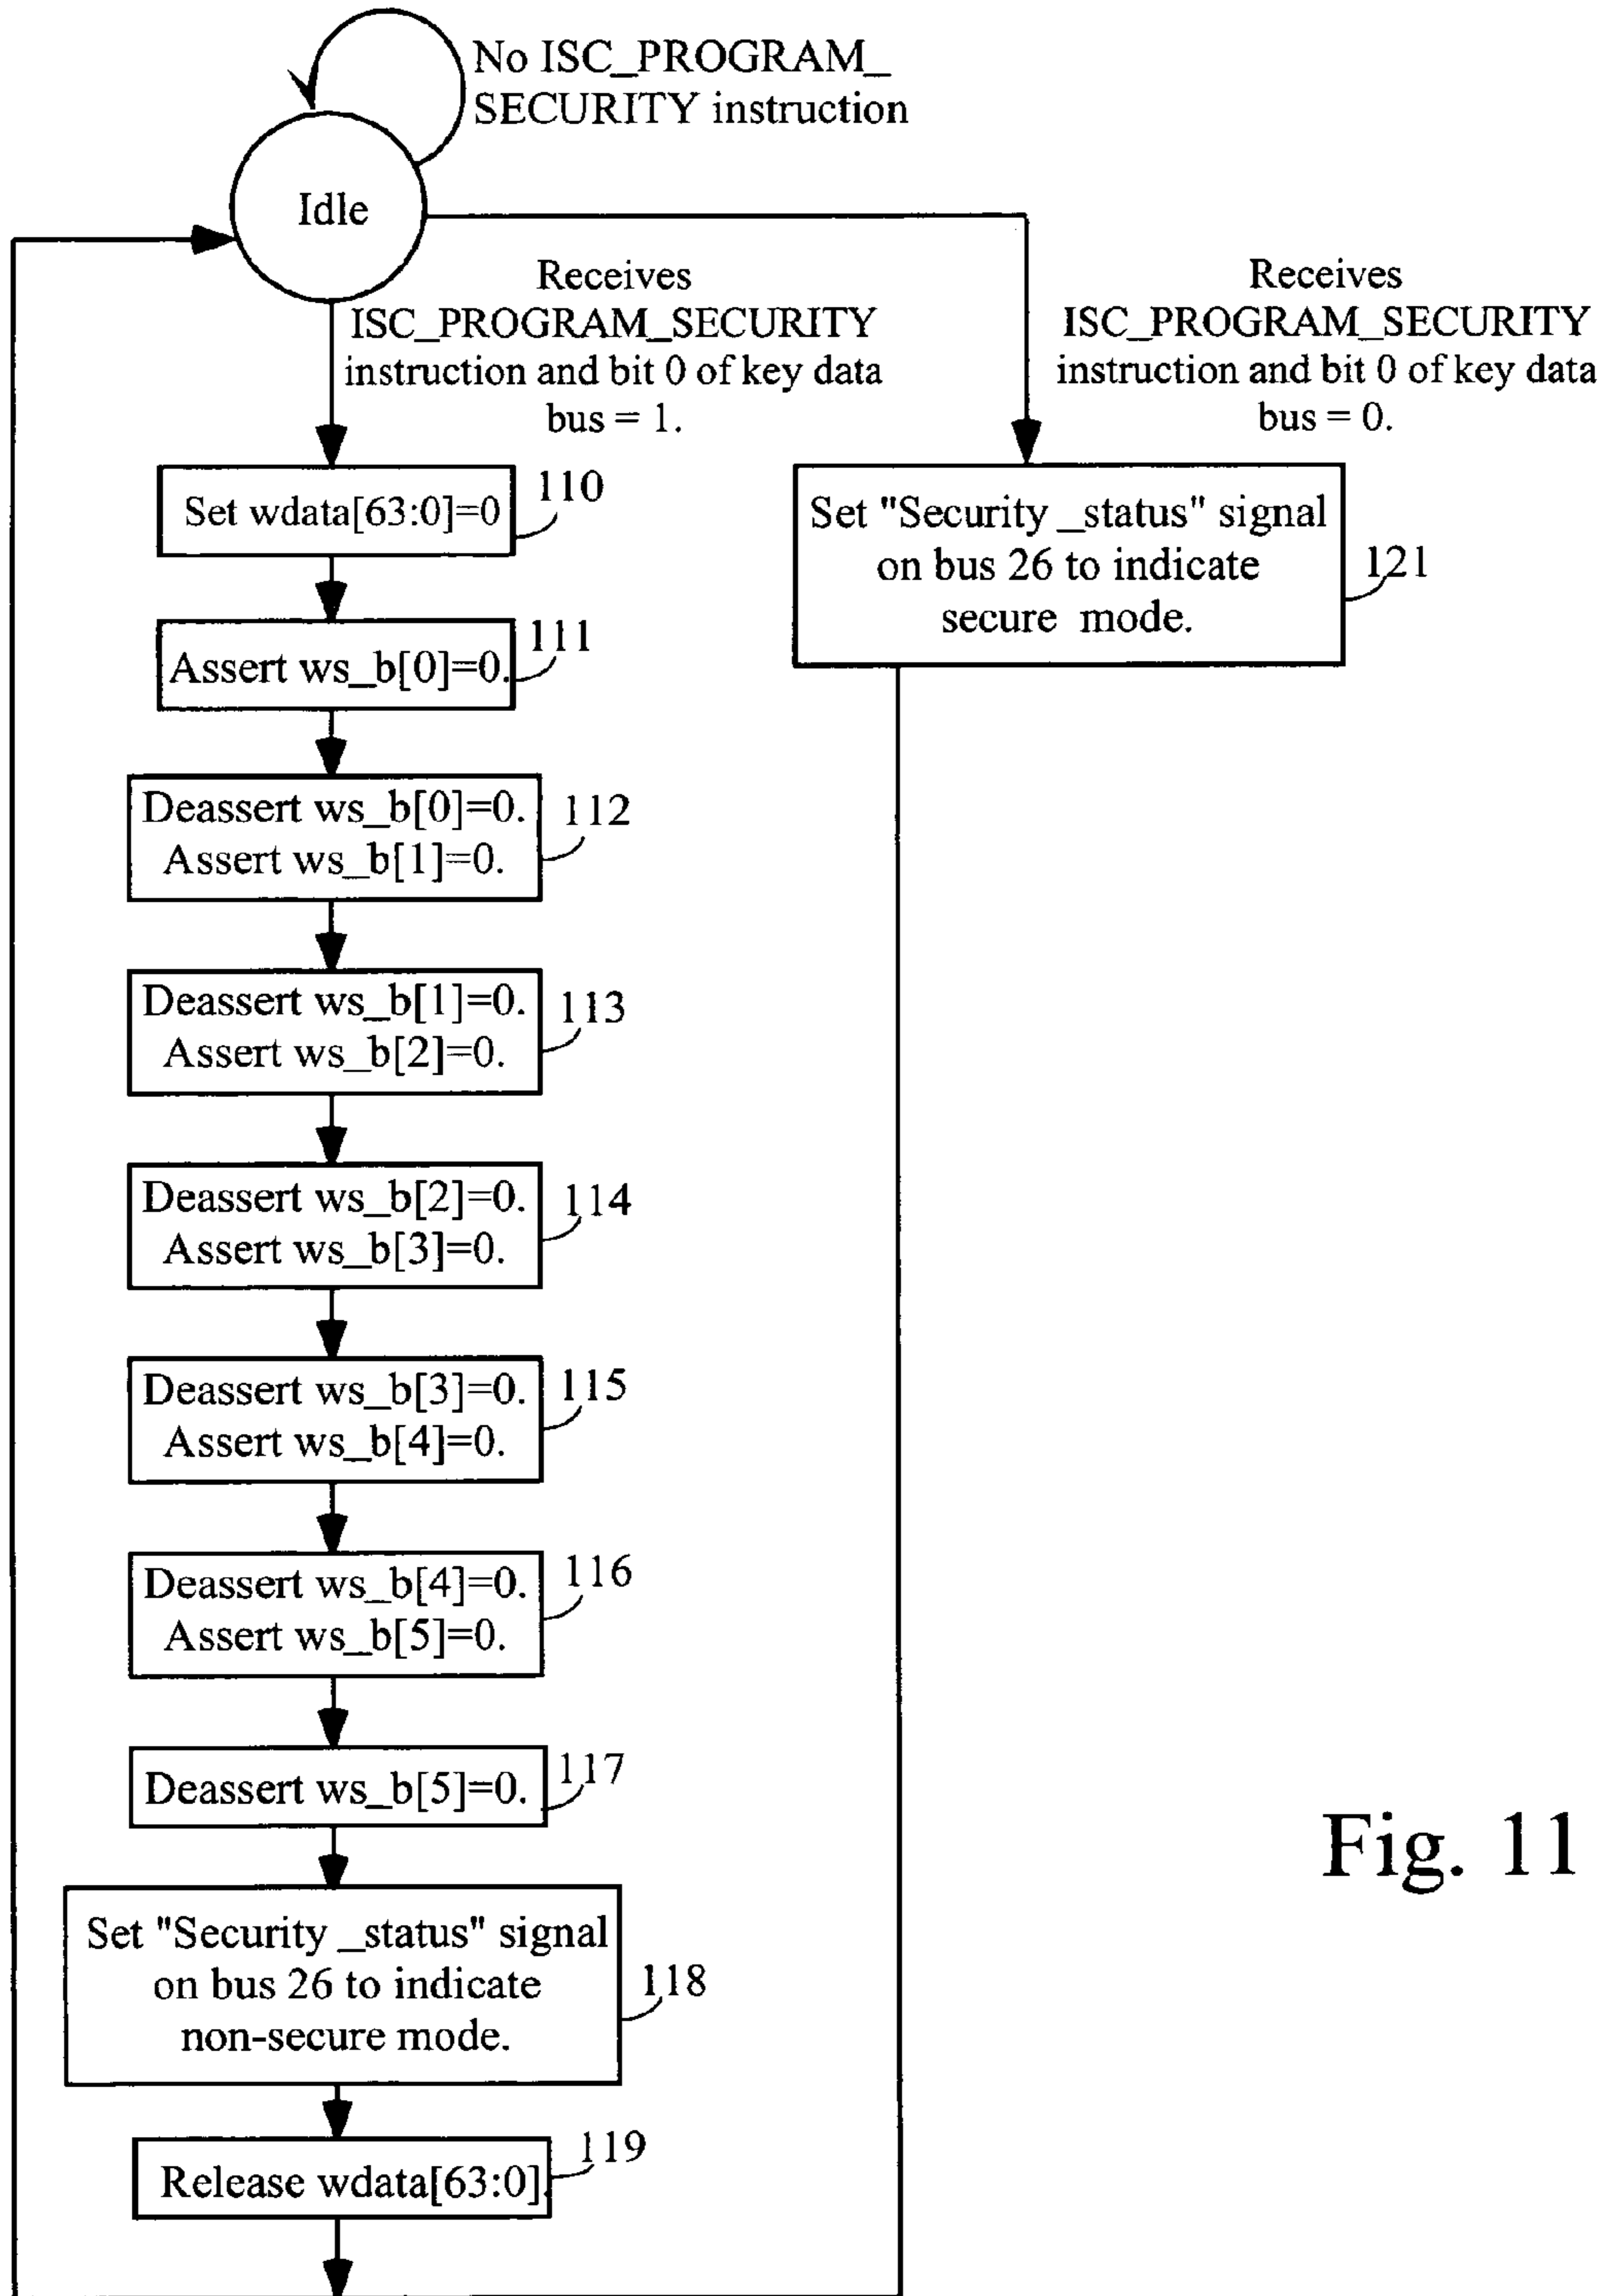 No ISC_PROGRAM_
SECURITY instruction
Idle
Receives
ISC_PROGRAM_SECURITY
instruction and bit 0 of key data
bus = 1.
Receives
ISC_PROGRAM_SECURITY
instruction and bit 0 of key data
bus = 0.
Set wdata[63:0]=0
110
Set "Security _status" signal
on bus 26 to indicate
secure mode.
121
Assert ws_b[0]=0.
111
Deassert ws_b[0]=0.
Assert ws_b[1]=0.
112
Deassert ws_b[1]=0.
Assert ws_b[2]=0.
113
Deassert ws_b[2]=0.
Assert ws_b[3]=0.
114
Deassert ws_b[3]=0.
Assert ws_b[4]=0.
115
Deassert ws_b[4]=0.
Assert ws_b[5]=0.
116
Deassert ws_b[5]=0.
117
Set "Security _status" signal
on bus 26 to indicate
non-secure mode.
118
Release wdata[63:0].
119
Fig. 11